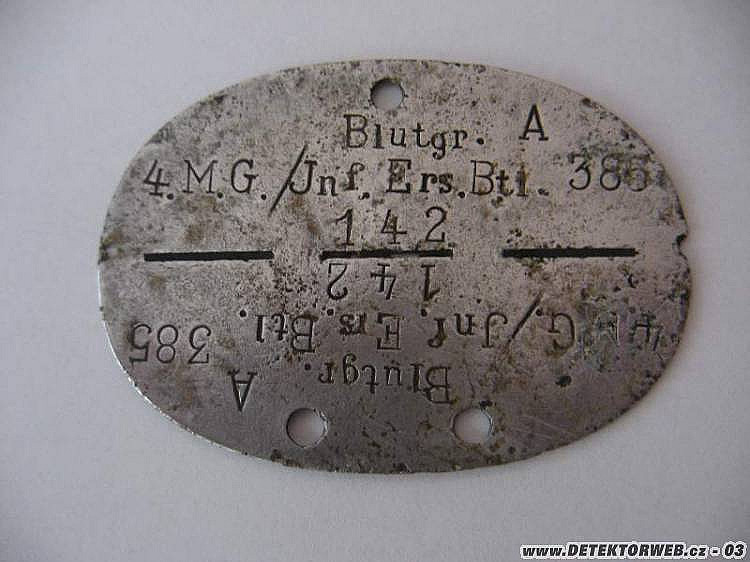 Blutgr. A
4.M.G./Jnf. Ers.Btl. 385
142
142
4.M.G./Jnf. Ers. Btl. 385
Blutgr. A
www.DETEKTORWEB.cz - 03